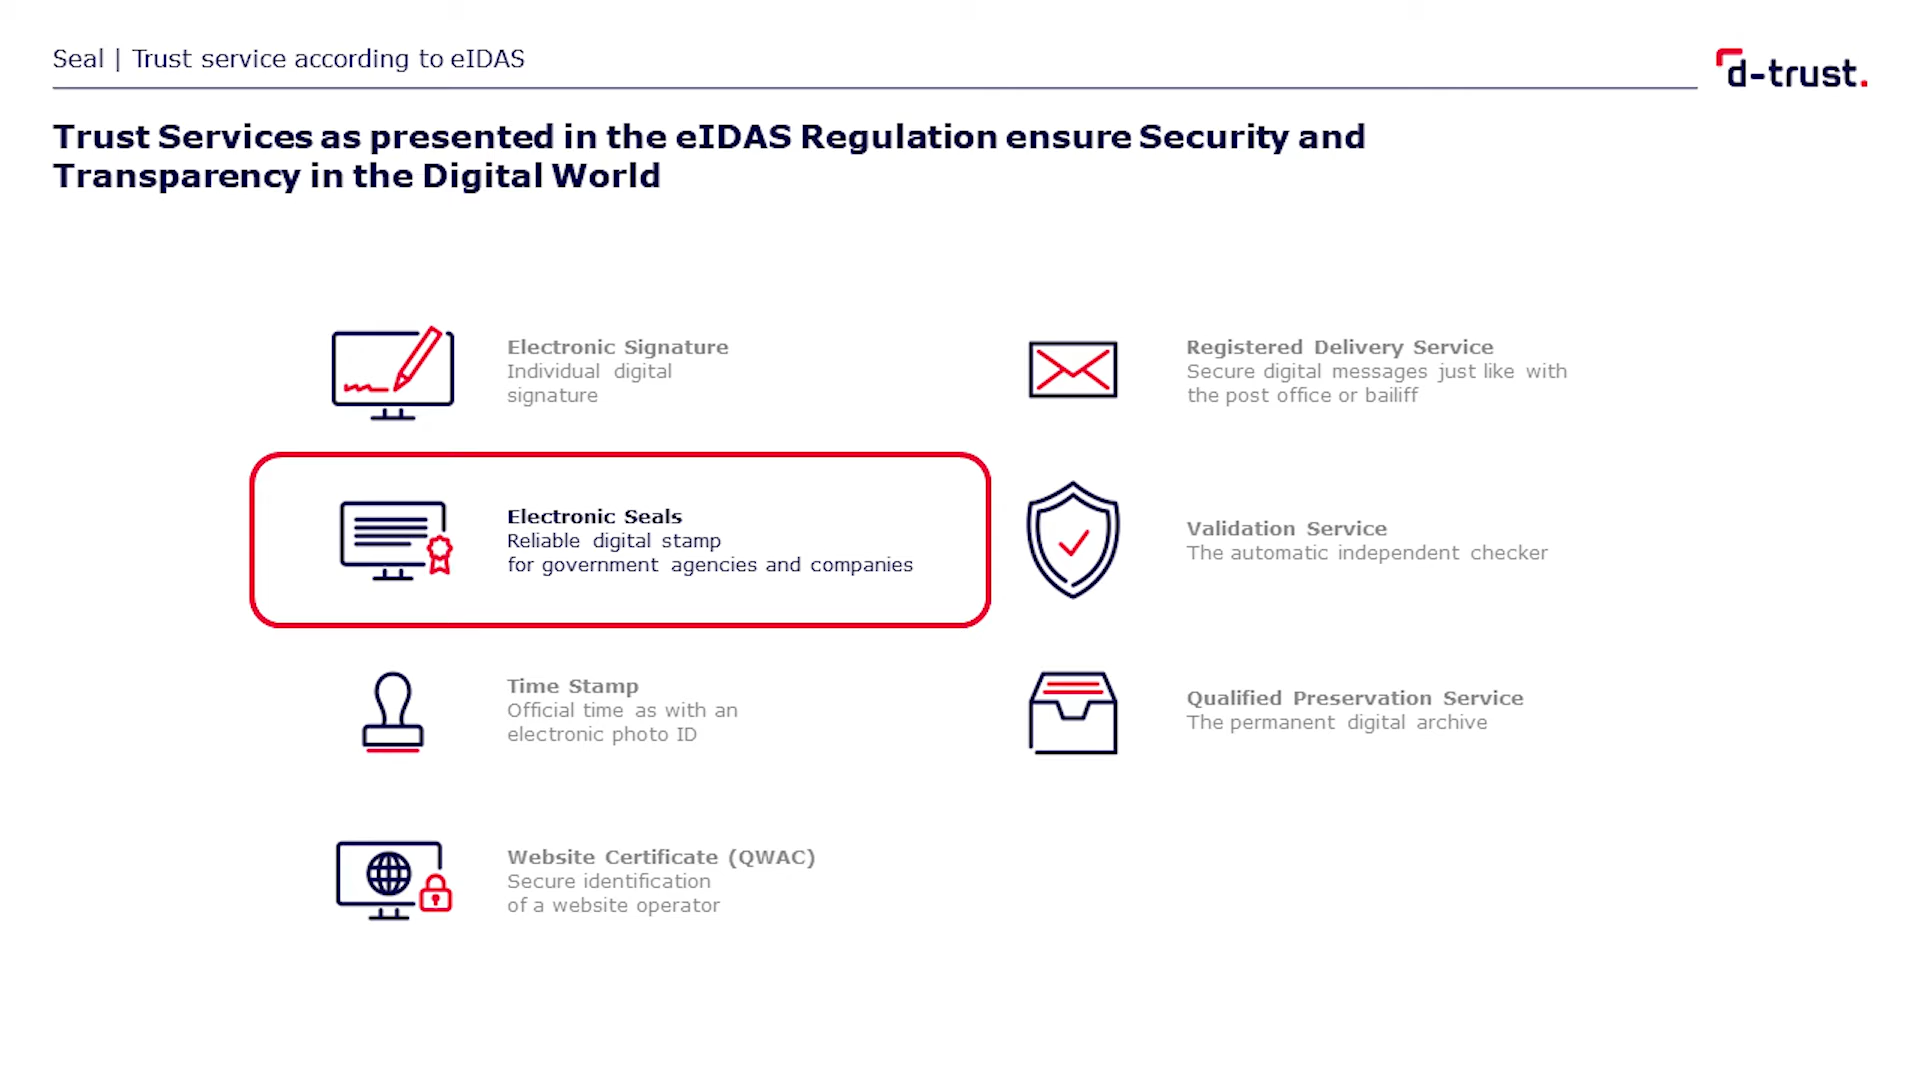 Seal | Trust service according to eIDAS
d-trust.
Trust Services as presented in the eIDAS Regulation ensure Security and
Transparency in the Digital World
Electronic Signature
Individual digital
signature
Electronic Seals
Reliable digital stamp
for government agencies and companies
Time Stamp
Official time as with an
electronic photo ID
Website Certificate (QWAC)
Secure identification
of a website operator
Registered Delivery Service
Secure digital messages just like with
the post office or bailiff
Validation Service
The automatic independent checker
Qualified Preservation Service
The permanent digital archive